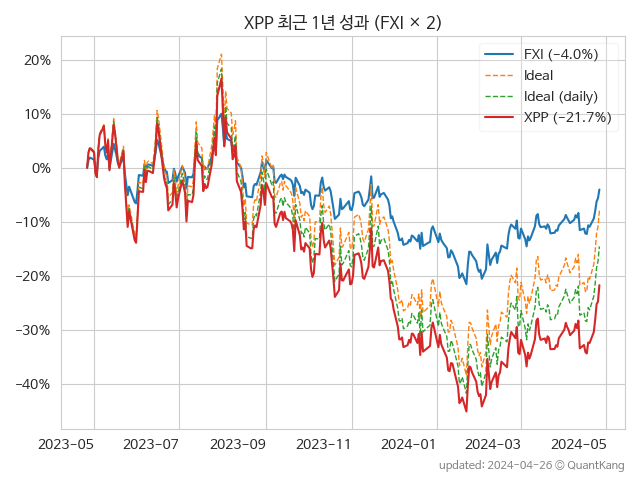 XPP 최근 1년 성과 (FXI × 2)
FXI (−4.0%)
Ideal
Ideal (daily)
XPP (−21.7%)
20%
10%
0%
−10%
−20%
−30%
−40%
2023-05 2023-07 2023-09 2023-11 2024-01 2024-03 2024-05
updated: 2024-04-26 © QuantKang